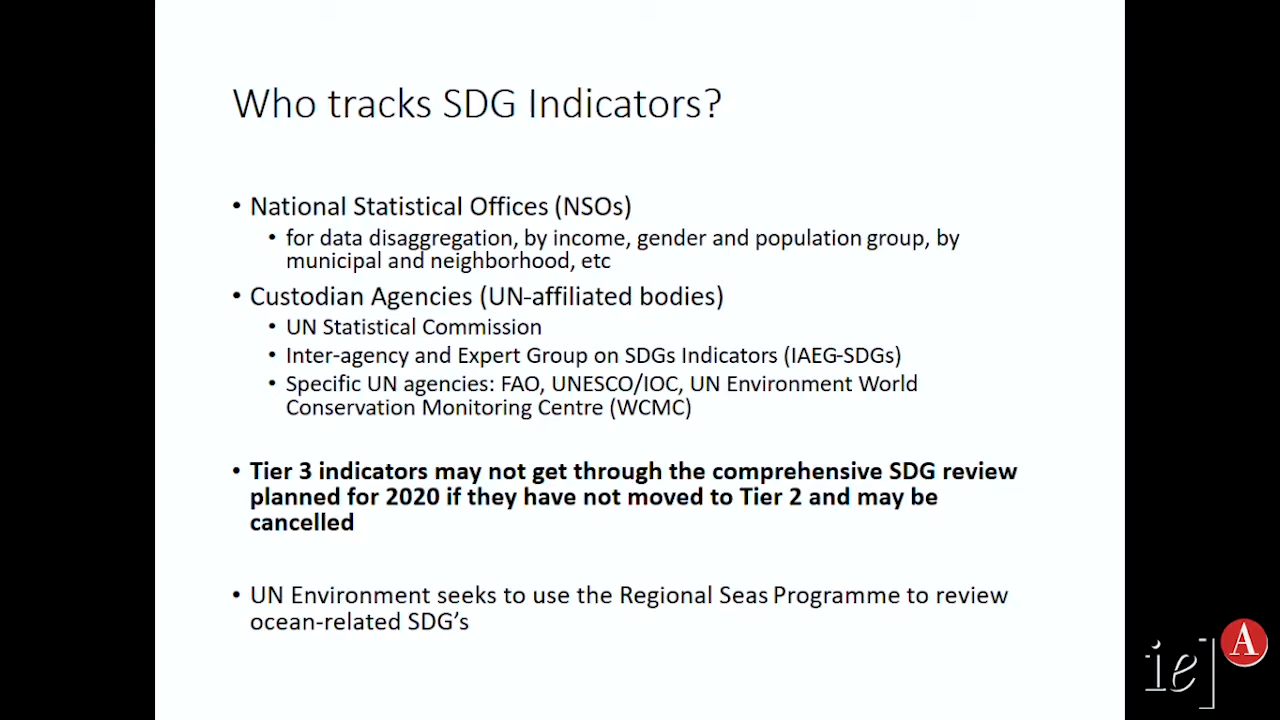 Who tracks SDG Indicators?
• National Statistical Offices (NSOs)
• for data disaggregation, by income, gender and population group, by
municipal and neighborhood, etc
• Custodian Agencies (UN-affiliated bodies)
• UN Statistical Commission
• Inter-agency and Expert Group on SDGs Indicators (IAEG-SDGs)
• Specific UN agencies: FAO, UNESCO/IOC, UN Environment World
Conservation Monitoring Centre (WCMC)
• Tier 3 indicators may not get through the comprehensive SDG review
planned for 2020 if they have not moved to Tier 2 and may be
cancelled
• UN Environment seeks to use the Regional Seas Programme to review
ocean-related SDG's
ie] A